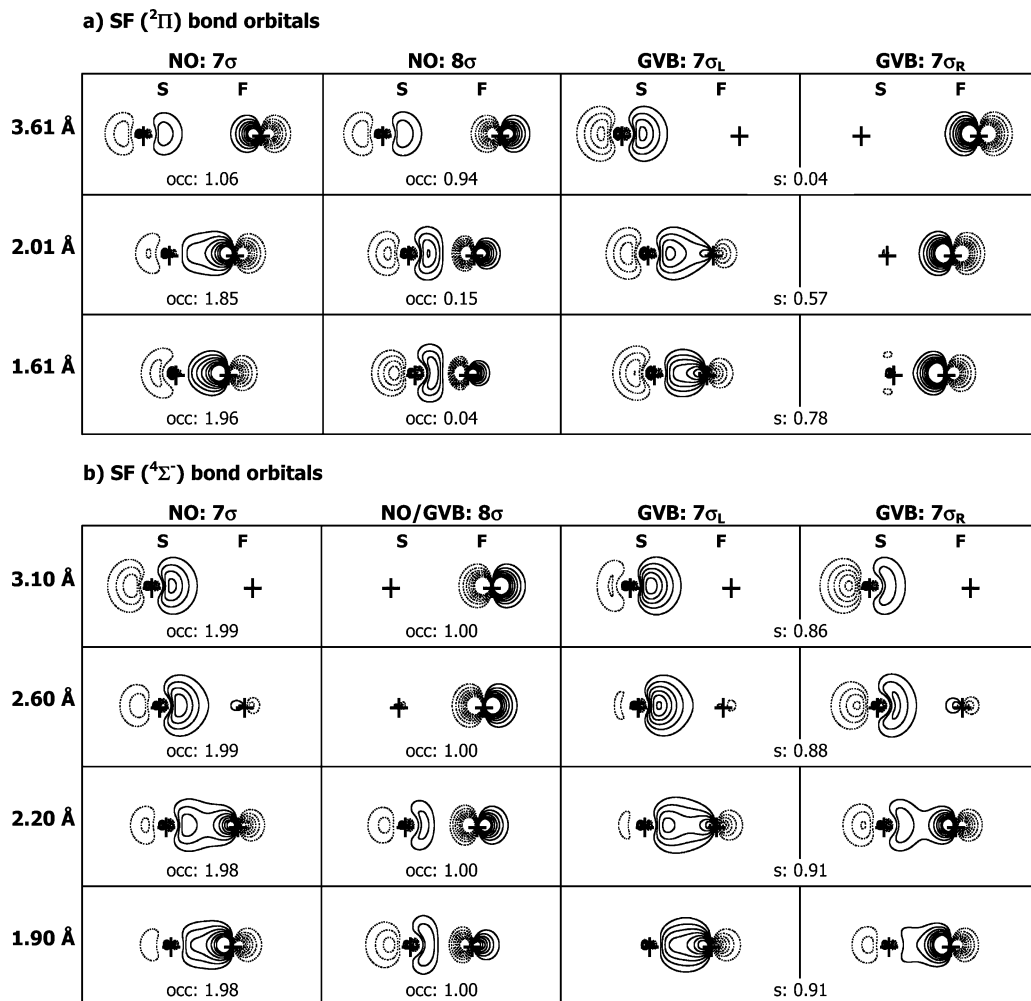 a) SF (²Π) bond orbitals
NO: 7σ NO: 8σ GVB: 7σL GVB: 7σR
S F S F S F S F
3.61 Å
occ: 1.06 occ: 0.94 s: 0.04
2.01 Å
occ: 1.85 occ: 0.15 s: 0.57
1.61 Å
occ: 1.96 occ: 0.04 s: 0.78
b) SF (⁴Σ⁻) bond orbitals
NO: 7σ NO/GVB: 8σ GVB: 7σL GVB: 7σR
S F S F S F S F
3.10 Å
occ: 1.99 occ: 1.00 s: 0.86
2.60 Å
occ: 1.99 occ: 1.00 s: 0.88
2.20 Å
occ: 1.98 occ: 1.00 s: 0.91
1.90 Å
occ: 1.98 occ: 1.00 s: 0.91